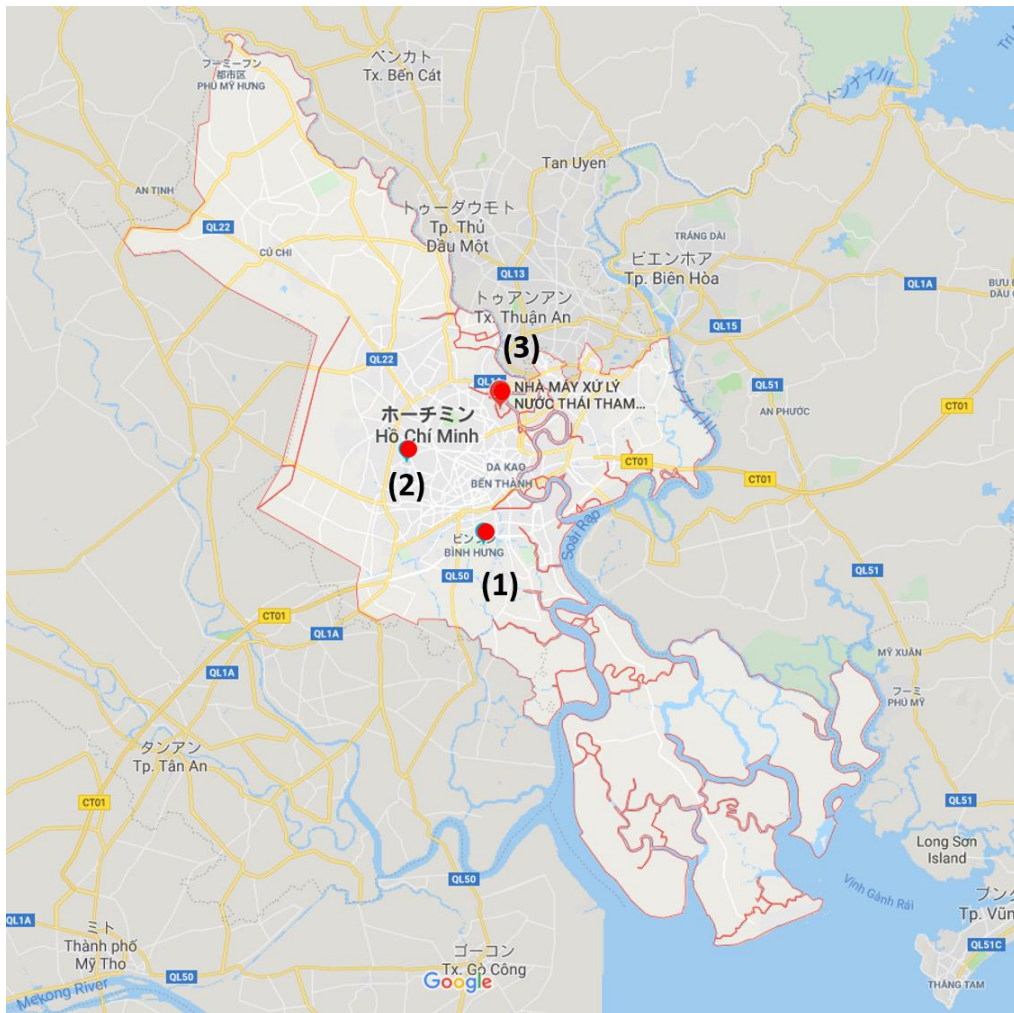 ベンカト
Tx. Bến Cát
フーミーフン
都市区
PHÚ MỸ HƯNG
ドンナイ川
Tan Uyen
AN TỊNH
QL22
トゥーダウモト
Tp. Thủ
Dầu Một
CỦ CHI
TRẢNG DÀI
ビエンホア
Tp. Biên Hòa
QL13
QL1A
トゥアンアン
Tx. Thuận An
QL15
(3)
QL22
QL1A
QL51
NHÀ MÁY XỬ LÝ
NƯỚC THẢI THAM...
ドンナイ川
CT01
AN PHƯỚC
ホーチミン
Hồ Chí Minh
CT01
DA KAO
BẾN THÀNH
(2)
Soài Rạp
BÌNH HƯNG
QL50
(1)
QL51
CT01
QL1A
QL1A
MỸ XUÂN
フーミ
PHÚ MỸ
タンアン
Tp. Tân An
CT01
QL51
Long Sơn
Island
Vịnh Gành Rái
QL50
QL1A
ミト
Thành phố
Mỹ Tho
ゴーコン
Tx. Gò Công
Google
Tp. Vũn
QL51C
QL50
Mekong River
THẮNG TAM